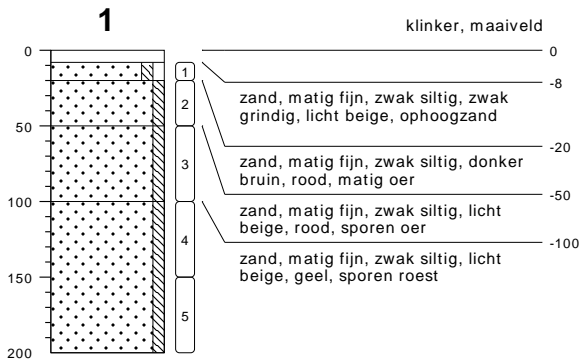 1
klinker, maaiveld
0
0
-8
1
zand, matig fijn, zwak siltig, zwak
grindig, licht beige, ophoogzand
2
50
-20
zand, matig fijn, zwak siltig, donker
bruin, rood, matig oer
3
-50
100
zand, matig fijn, zwak siltig, licht
beige, rood, sporen oer
4
-100
zand, matig fijn, zwak siltig, licht
beige, geel, sporen roest
150
5
200